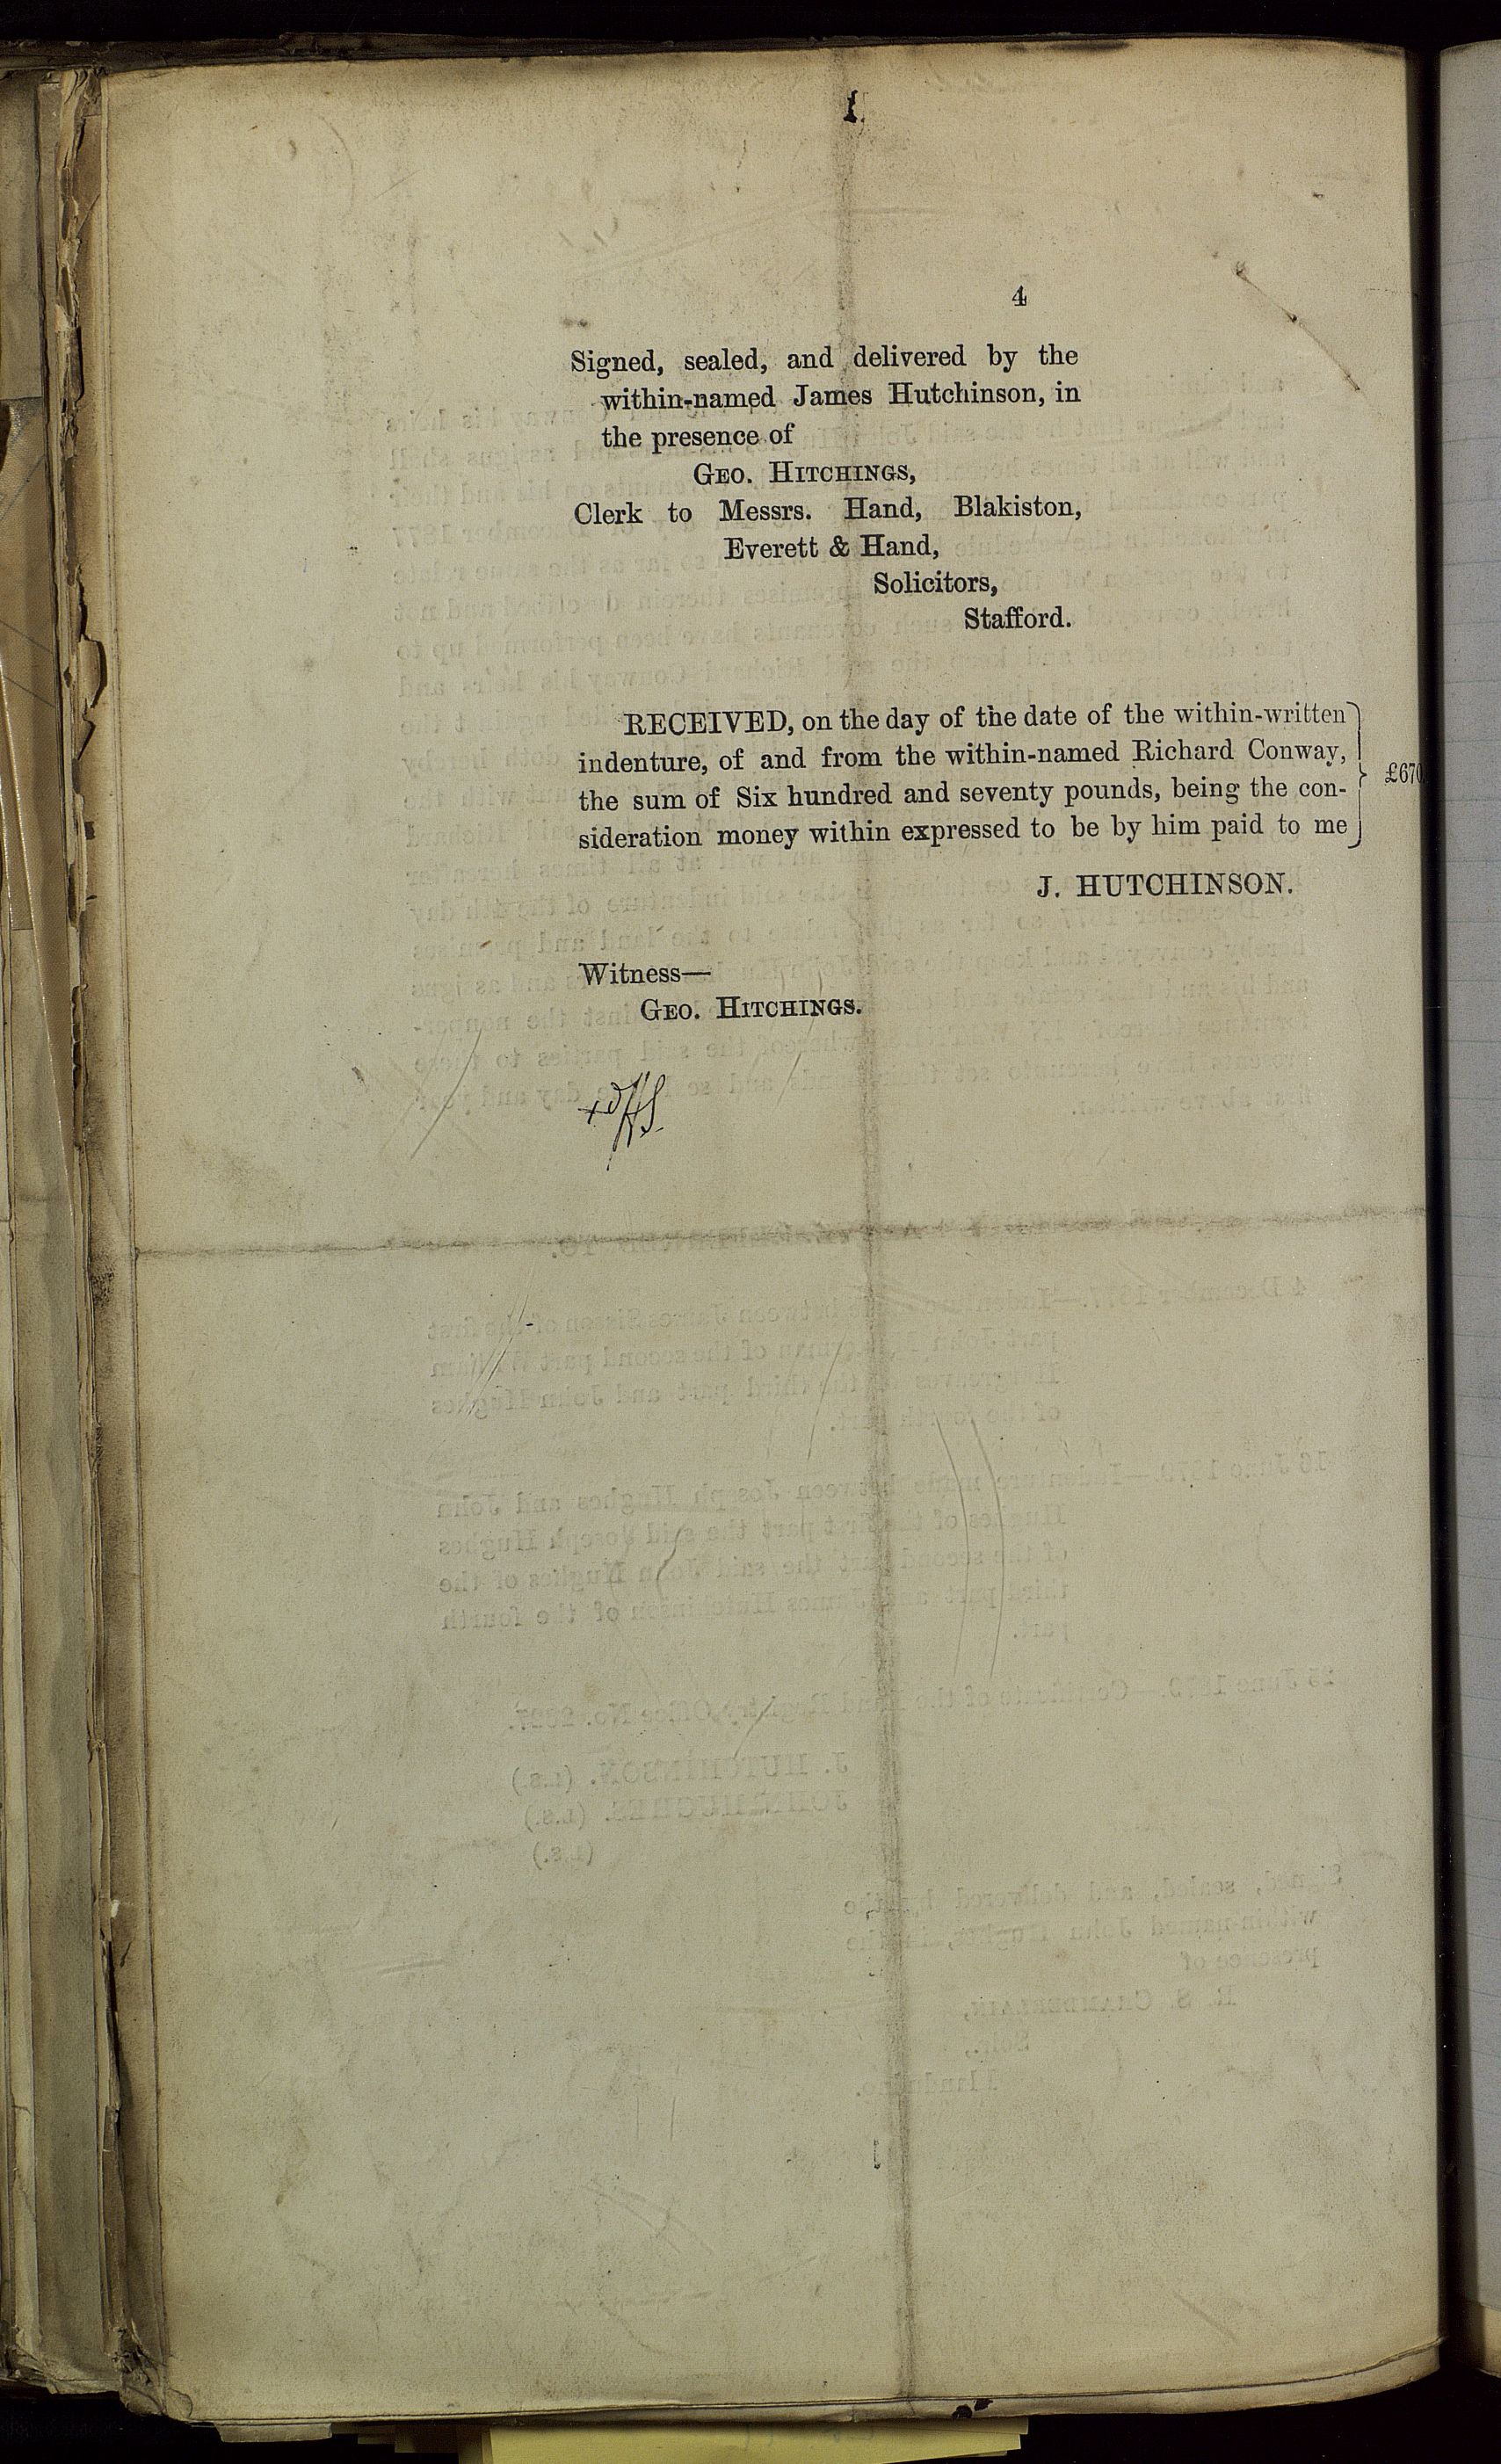 4
Signed, sealed, and delivered by the
within-named James Hutchinson, in
the presence of
GEO. HITCHINGS,
Clerk to Messrs. Hand, Blakiston,
Everett & Hand,
Solicitors,
Stafford.
RECEIVED, on the day of the date of the within-written
indenture, of and from the within-named Richard Conway,
the sum of Six hundred and seventy pounds, being the con-
sideration money within expressed to be by him paid to me
£670
J. HUTCHINSON.
Witness—
GEO. HITCHINGS.